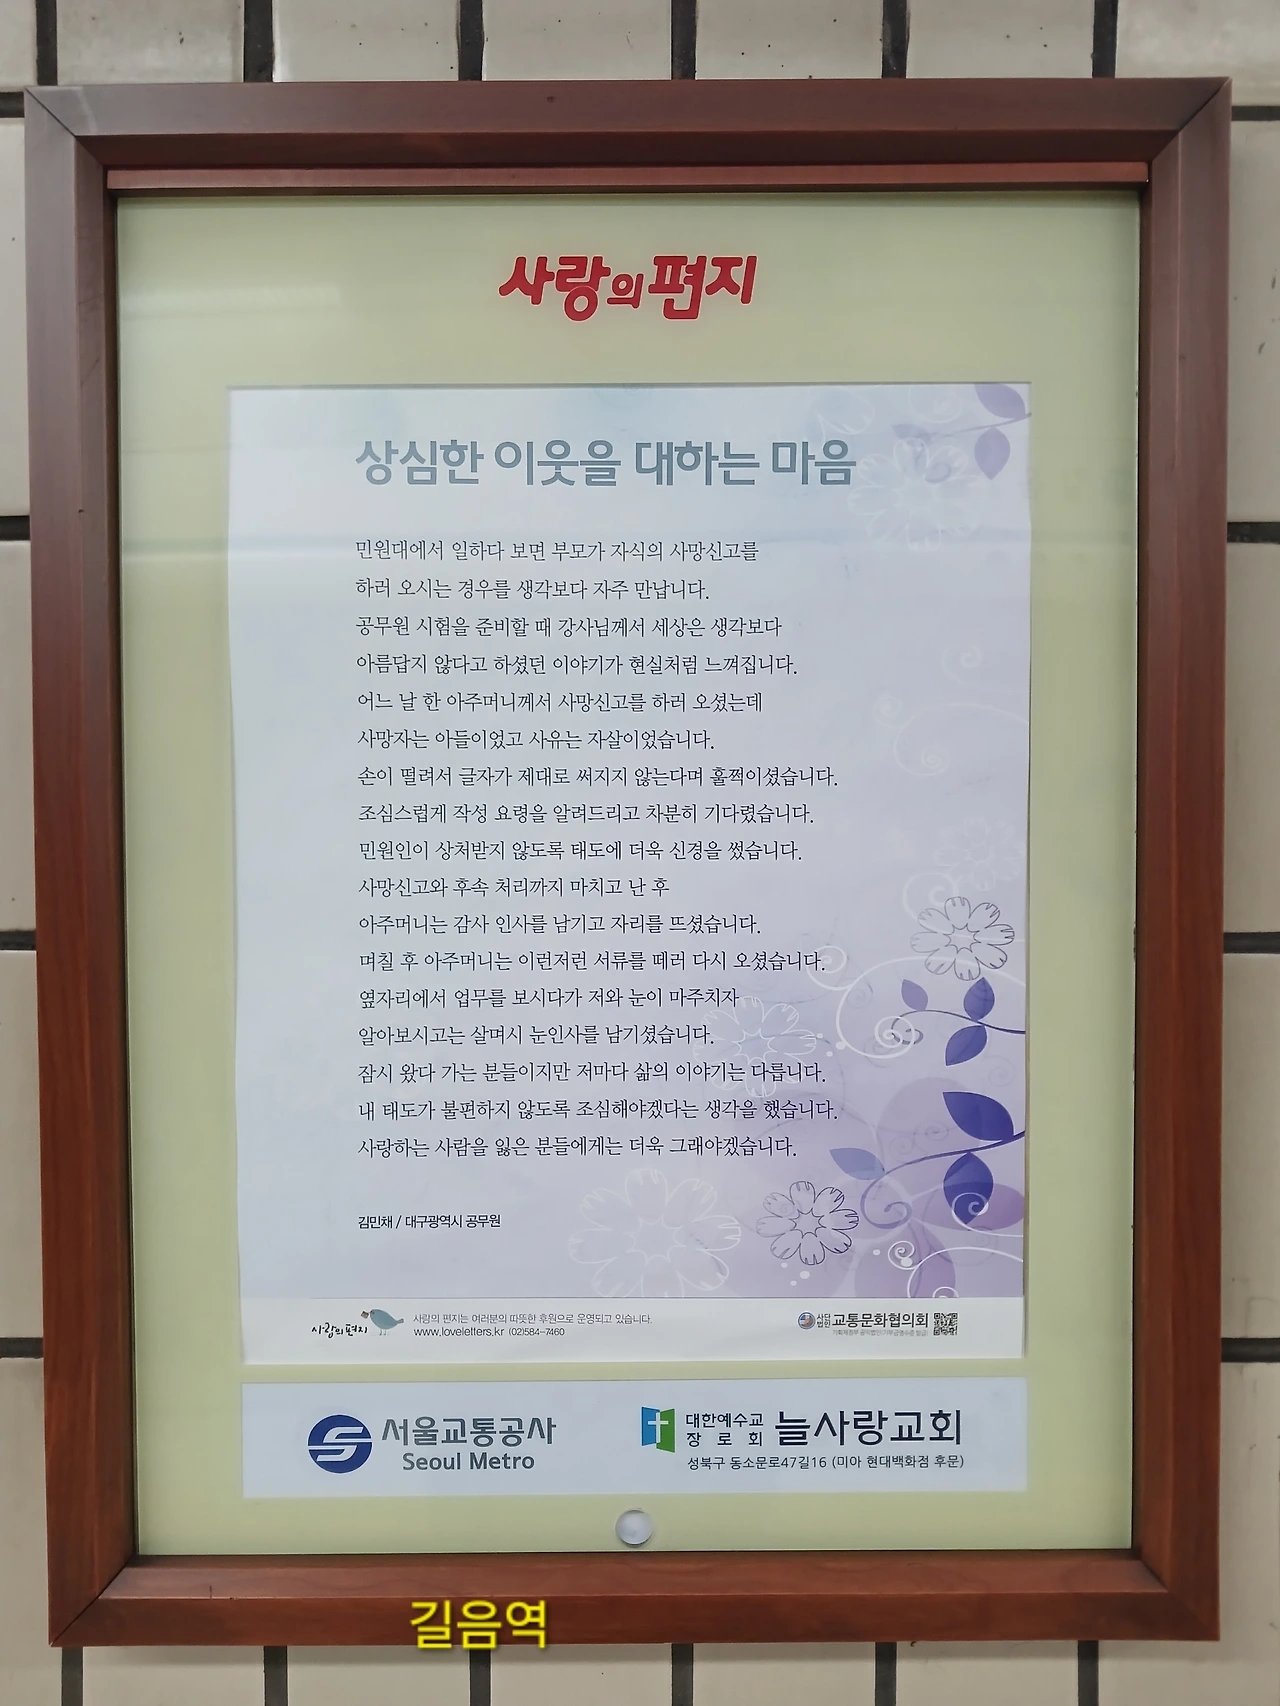 사랑의 편지
상심한 이웃을 대하는 마음
민원대에서 일하다 보면 부모가 자식의 사망신고를
하러 오시는 경우를 생각보다 자주 만납니다.
공무원 시험을 준비할 때 강사님께서 세상은 생각보다
아름답지 않다고 하셨던 이야기가 현실처럼 느껴집니다.
어느 날 한 아주머니께서 사망신고를 하러 오셨는데
사망자는 아들이었고 사유는 자살이었습니다.
손이 떨려서 글자가 제대로 써지지 않는다며 훌쩍이셨습니다.
조심스럽게 작성 요령을 알려드리고 차분히 기다렸습니다.
민원인이 상처받지 않도록 태도에 더욱 신경을 썼습니다.
사망신고와 후속 처리까지 마치고 난 후
아주머니는 감사 인사를 남기고 자리를 뜨셨습니다.
며칠 후 아주머니는 이런저런 서류를 떼러 다시 오셨습니다.
옆자리에서 업무를 보시다가 저와 눈이 마주치자
알아보시고는 살며시 눈인사를 남기셨습니다.
잠시 왔다 가는 분들이지만 저마다 삶의 이야기는 다릅니다.
내 태도가 불편하지 않도록 조심해야겠다는 생각을 했습니다.
사랑하는 사람을 잃은 분들에게는 더욱 그래야겠습니다.
김민채 / 대구광역시 공무원
사랑의 편지
사랑의 편지는 여러분의 따뜻한 후원으로 운영되고 있습니다.
www.loveletters.kr (02)584-7460
사단법인 교통문화협의회
기획재정부 공익법인(기부금영수증 발급)
서울교통공사
Seoul Metro
대한예수교
장로회 늘사랑교회
성북구 동소문로47길16 (미아 현대백화점 후문)
길음역